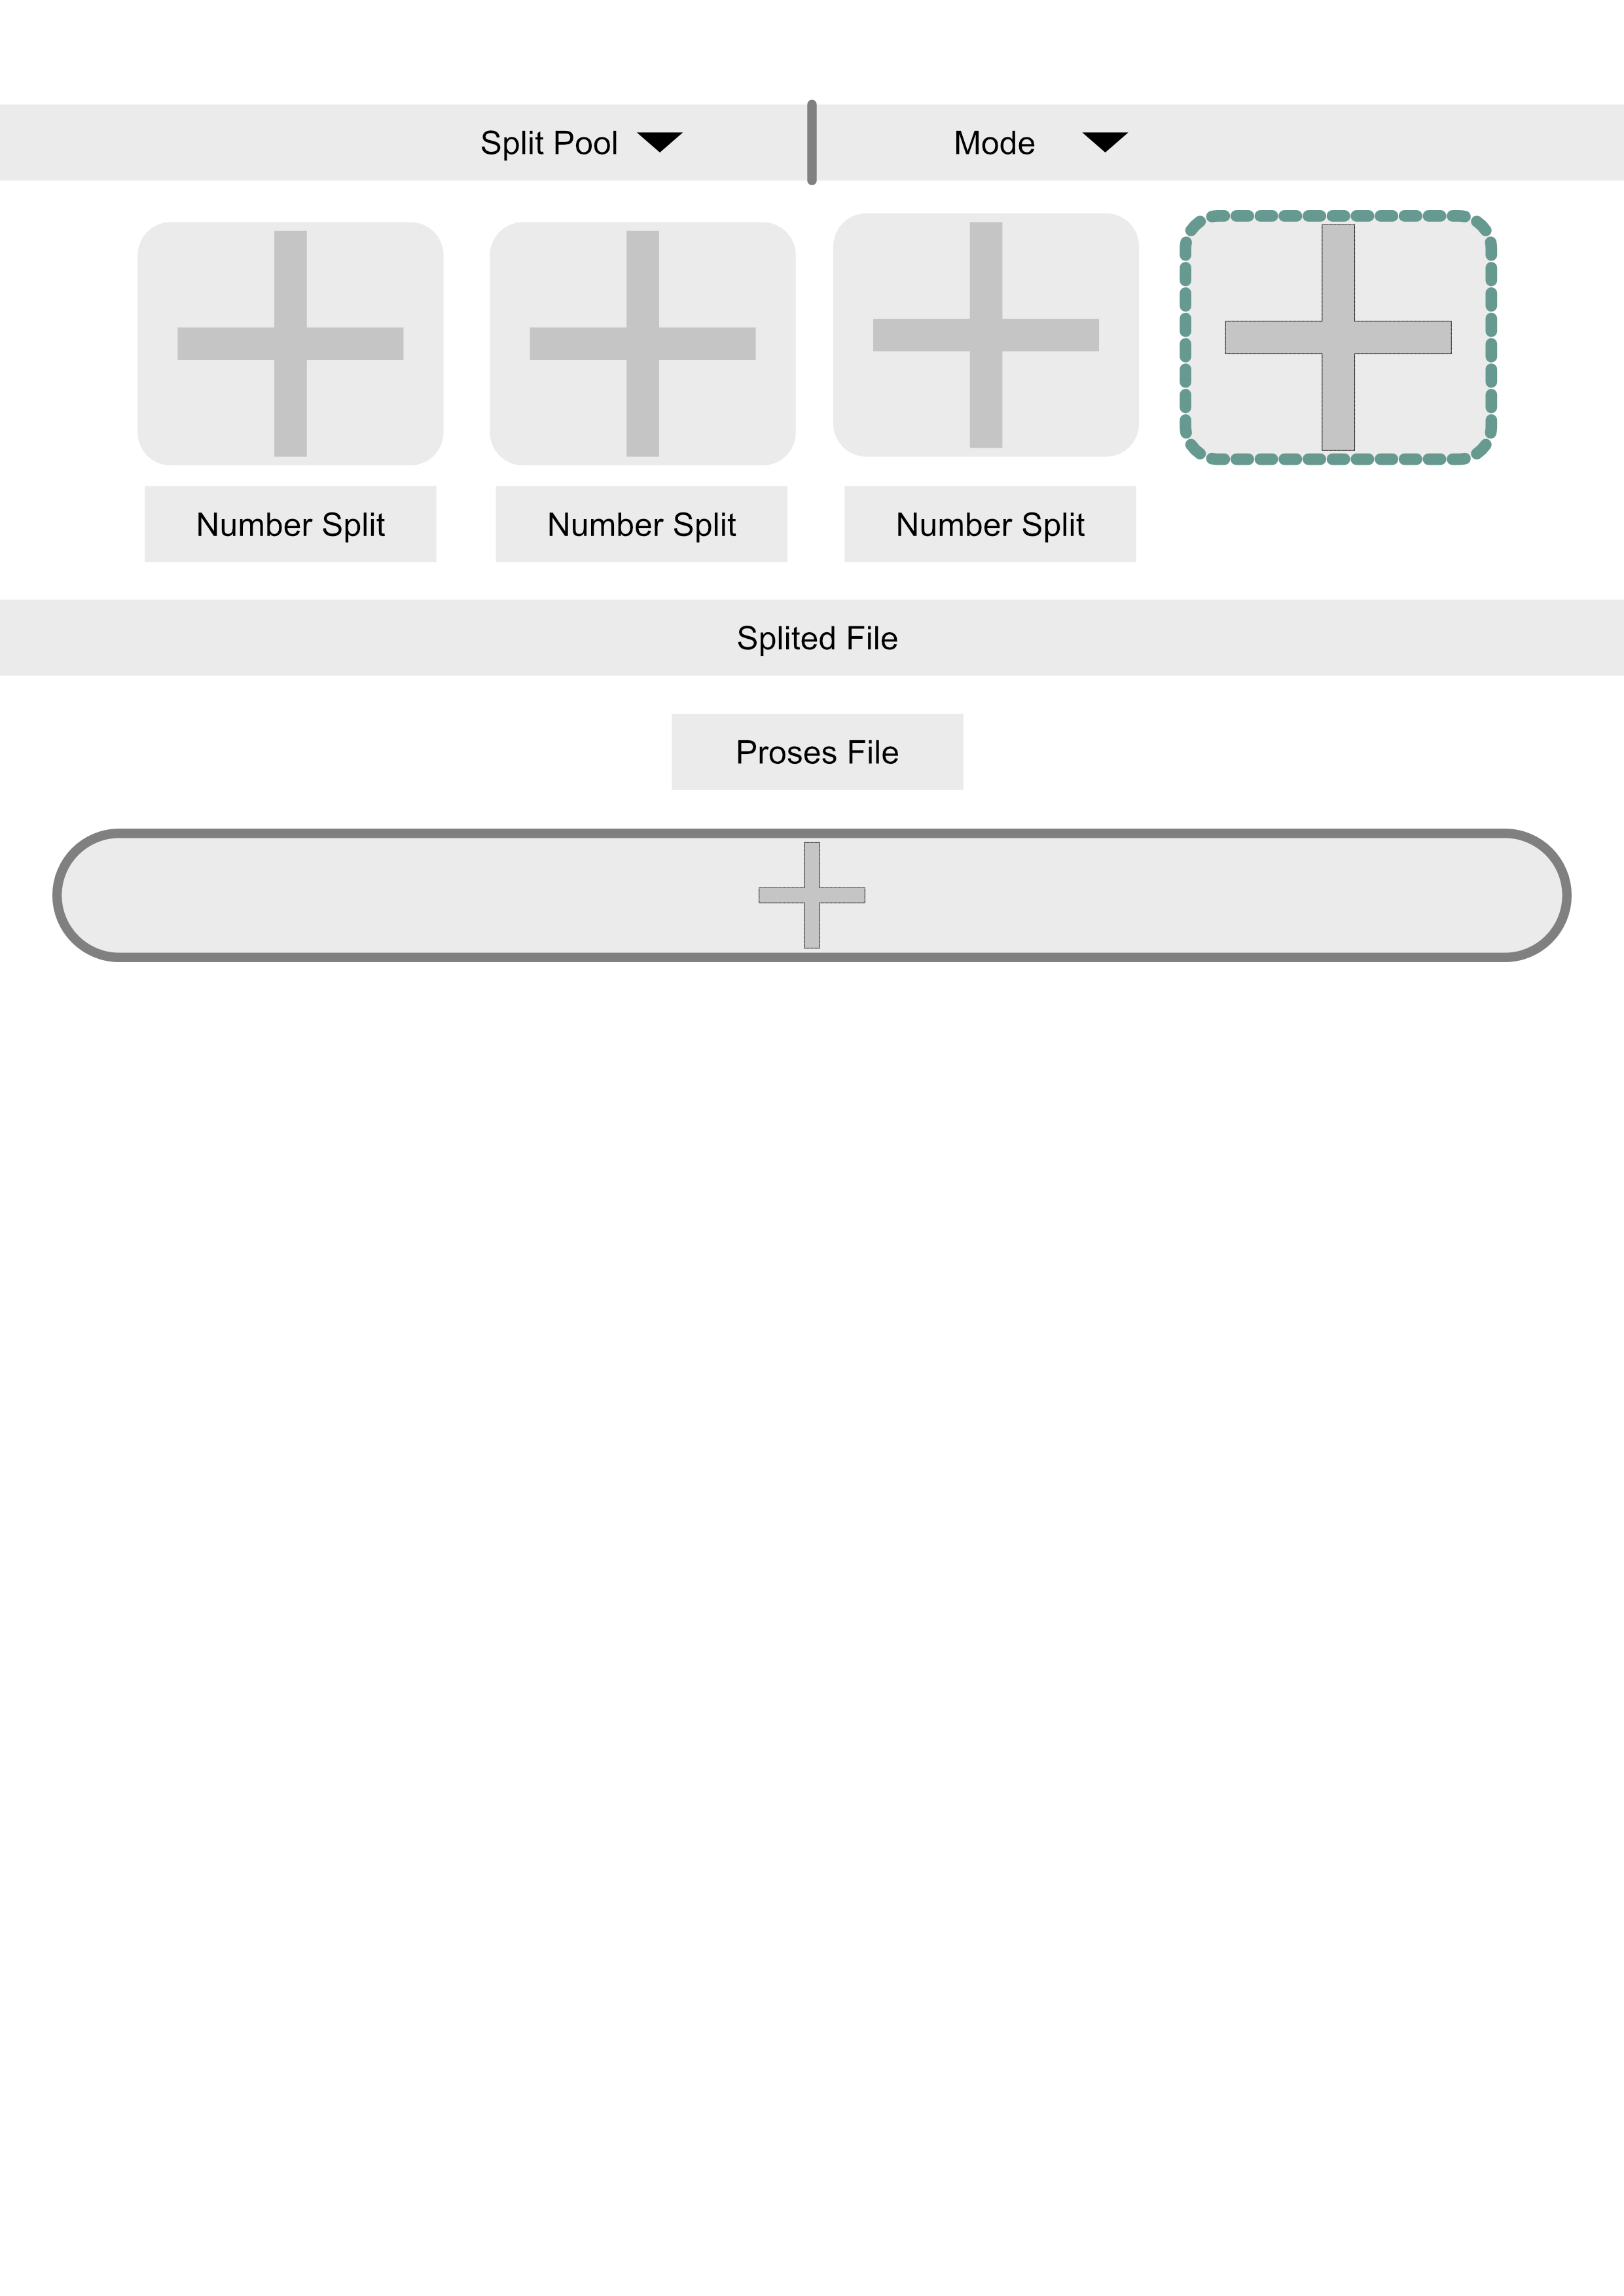 Split Pool
Mode
Number Split
Number Split
Number Split
Splited File
Proses File